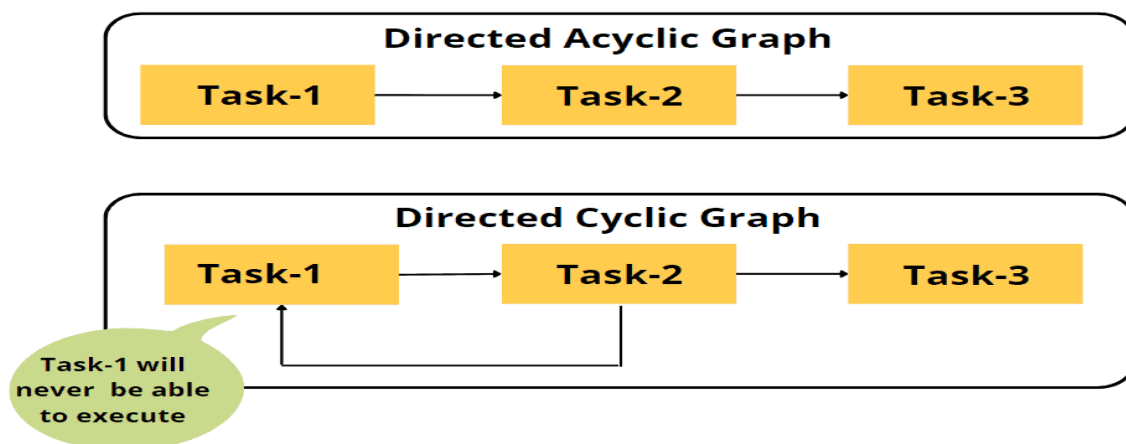 Directed Acyclic Graph
Task-1
Task-2
Task-3
Directed Cyclic Graph
Task-1
Task-2
Task-3
Task-1 will
never be able
to execute